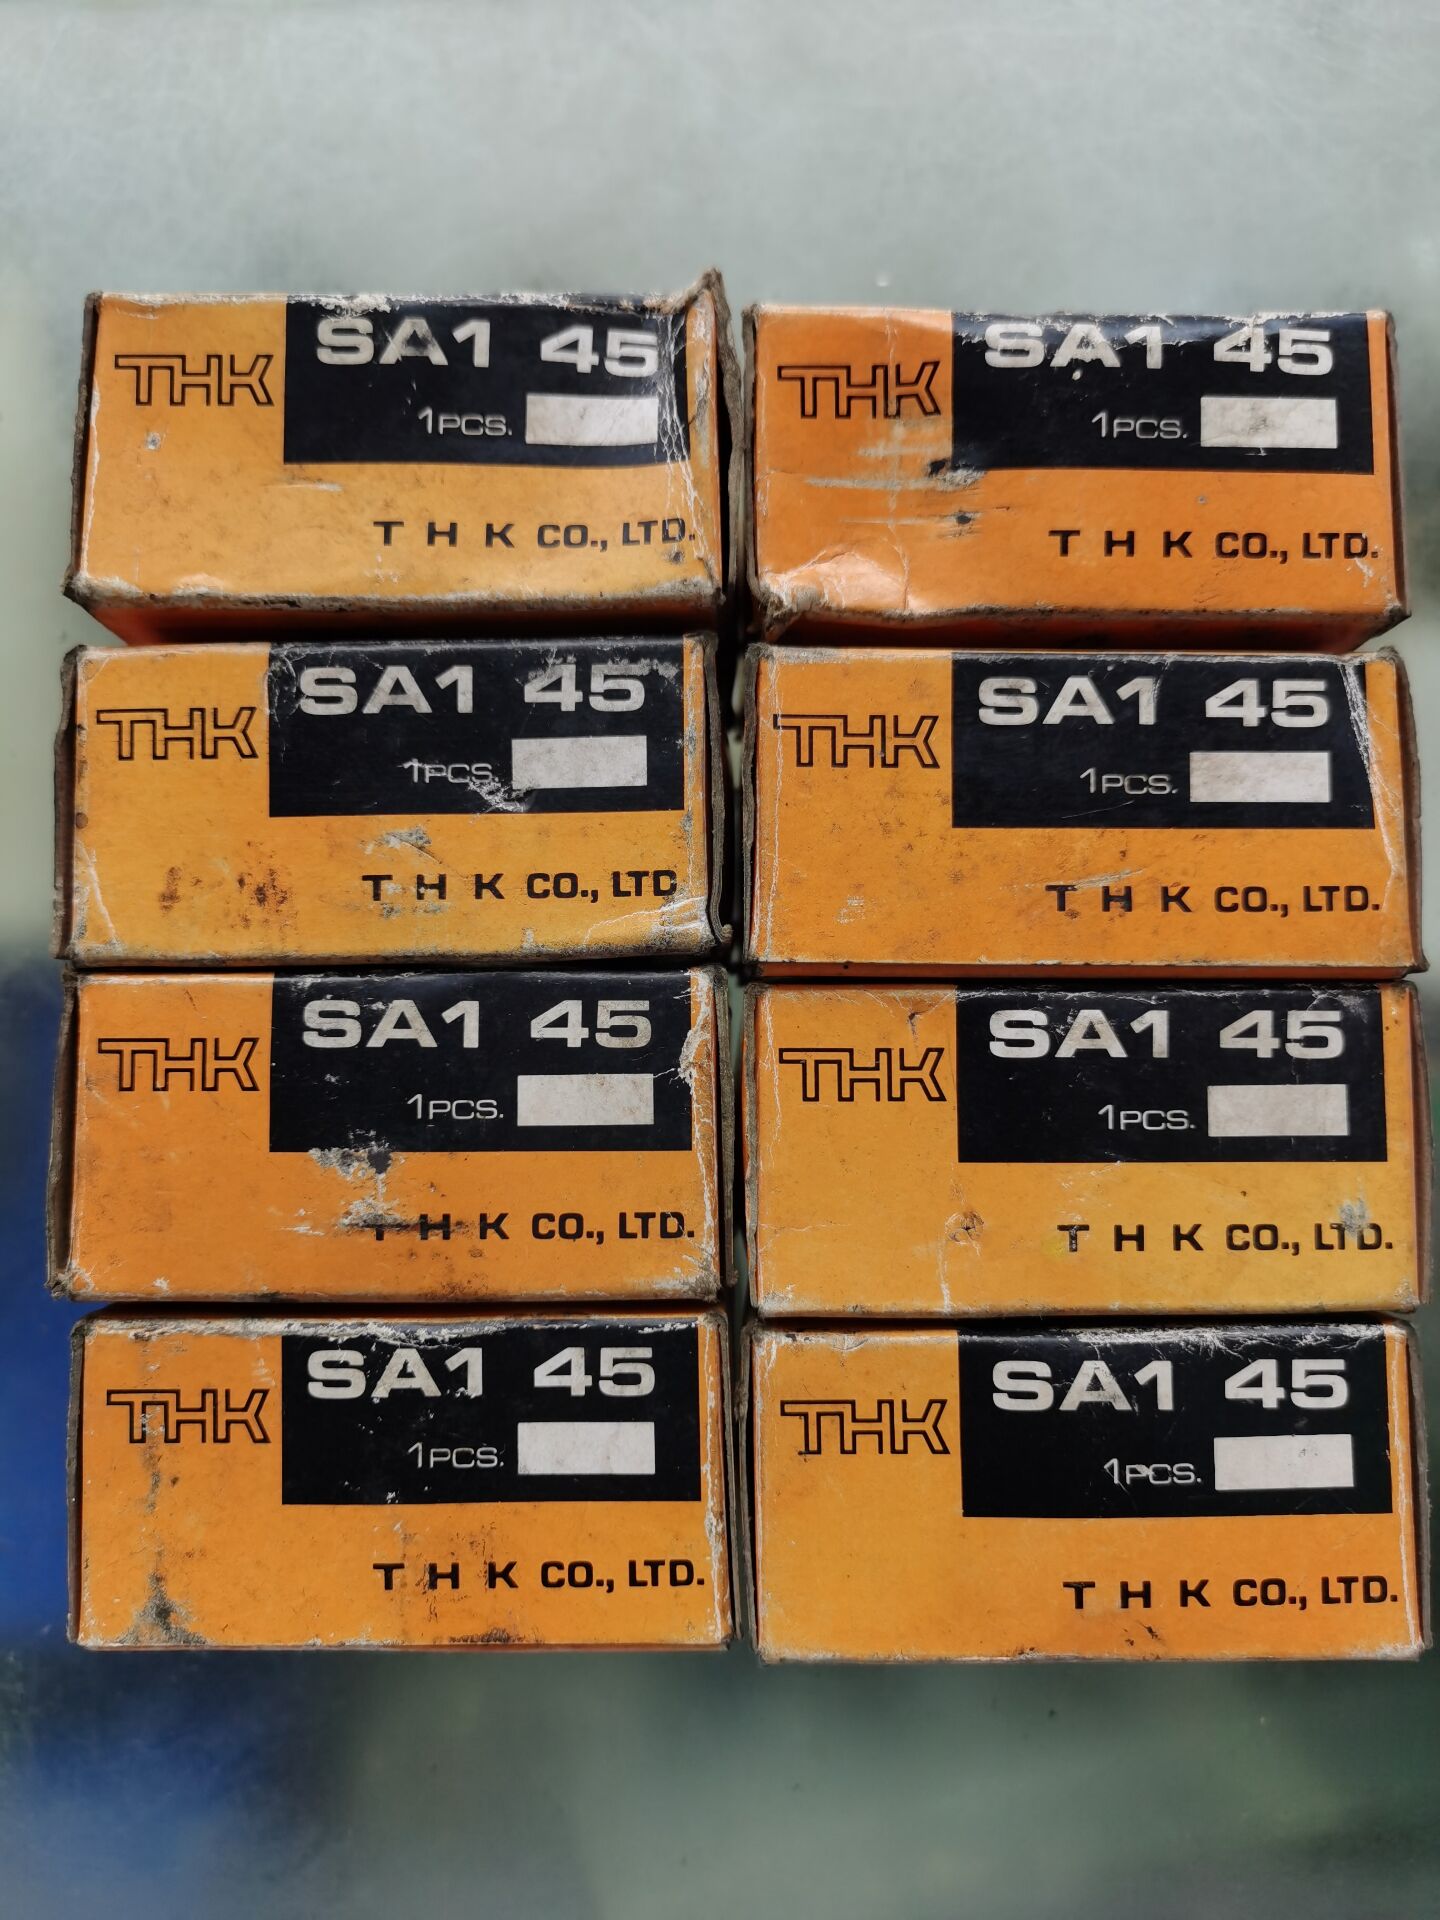 THK
SA1 45
1PCS.
T H K CO., LTD.
THK
SA1 45
1PCS.
T H K CO., LTD.
THK
SA1 45
1PCS.
T H K CO., LTD
THK
SA1 45
1PCS.
T H K CO., LTD.
THK
SA1 45
1PCS.
T H K CO., LTD.
THK
SA1 45
1PCS.
T H K CO., LTD.
THK
SA1 45
1PCS.
T H K CO., LTD.
THK
SA1 45
1PCS.
T H K CO., LTD.